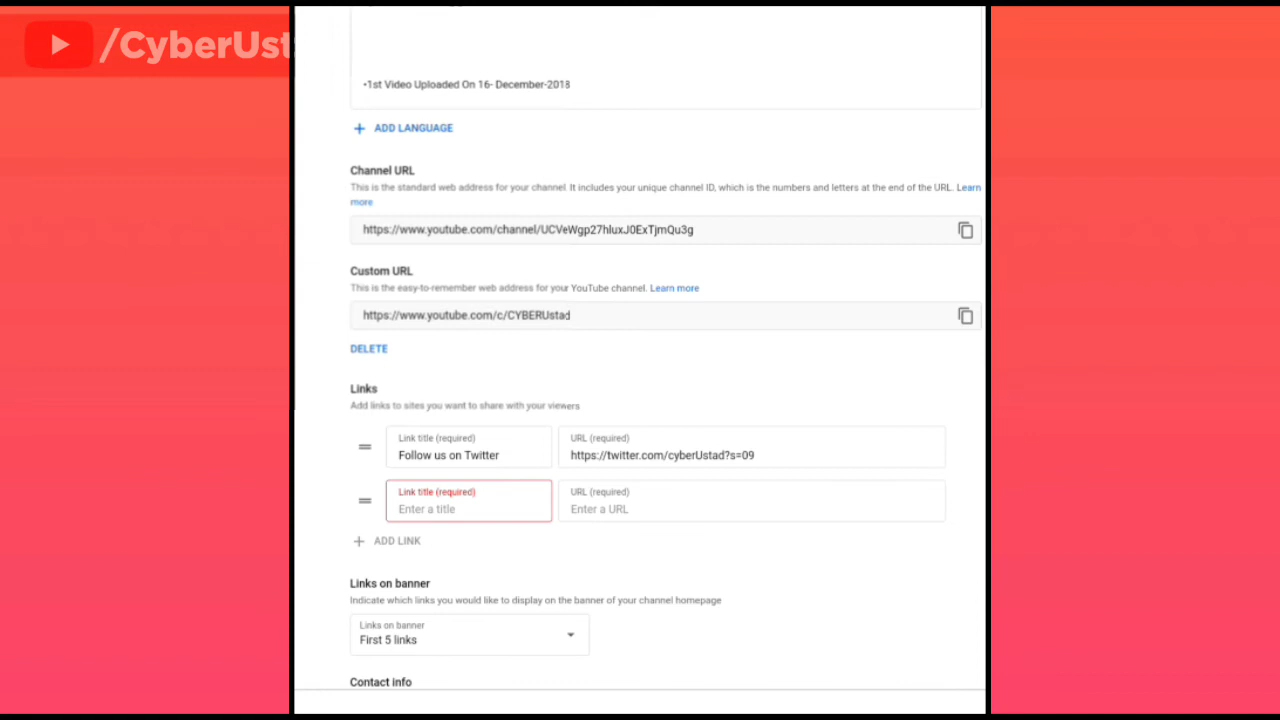 /CyberUst
•1st Video Uploaded On 16- December-2018
ADD LANGUAGE
Channel URL
This is the standard web address for your channel. It includes your unique channel ID, which is the numbers and letters at the end of the URL. Learn
more
https://www.youtube.com/channel/UCVeWgp27hluxJ0ExTjmQu3g
Custom URL
This is the easy-to-remember web address for your YouTube channel. Learn more
https://www.youtube.com/c/CYBERUstad
DELETE
Links
Add links to sites you want to share with your viewers
Link title (required)
URL (required)
Follow us on Twitter
https://twitter.com/cyberUstad?s=09
Link title (required)
URL (required)
Enter a title
Enter a URL
ADD LINK
Links on banner
Indicate which links you would like to display on the banner of your channel homepage
Links on banner
First 5 links
Contact info